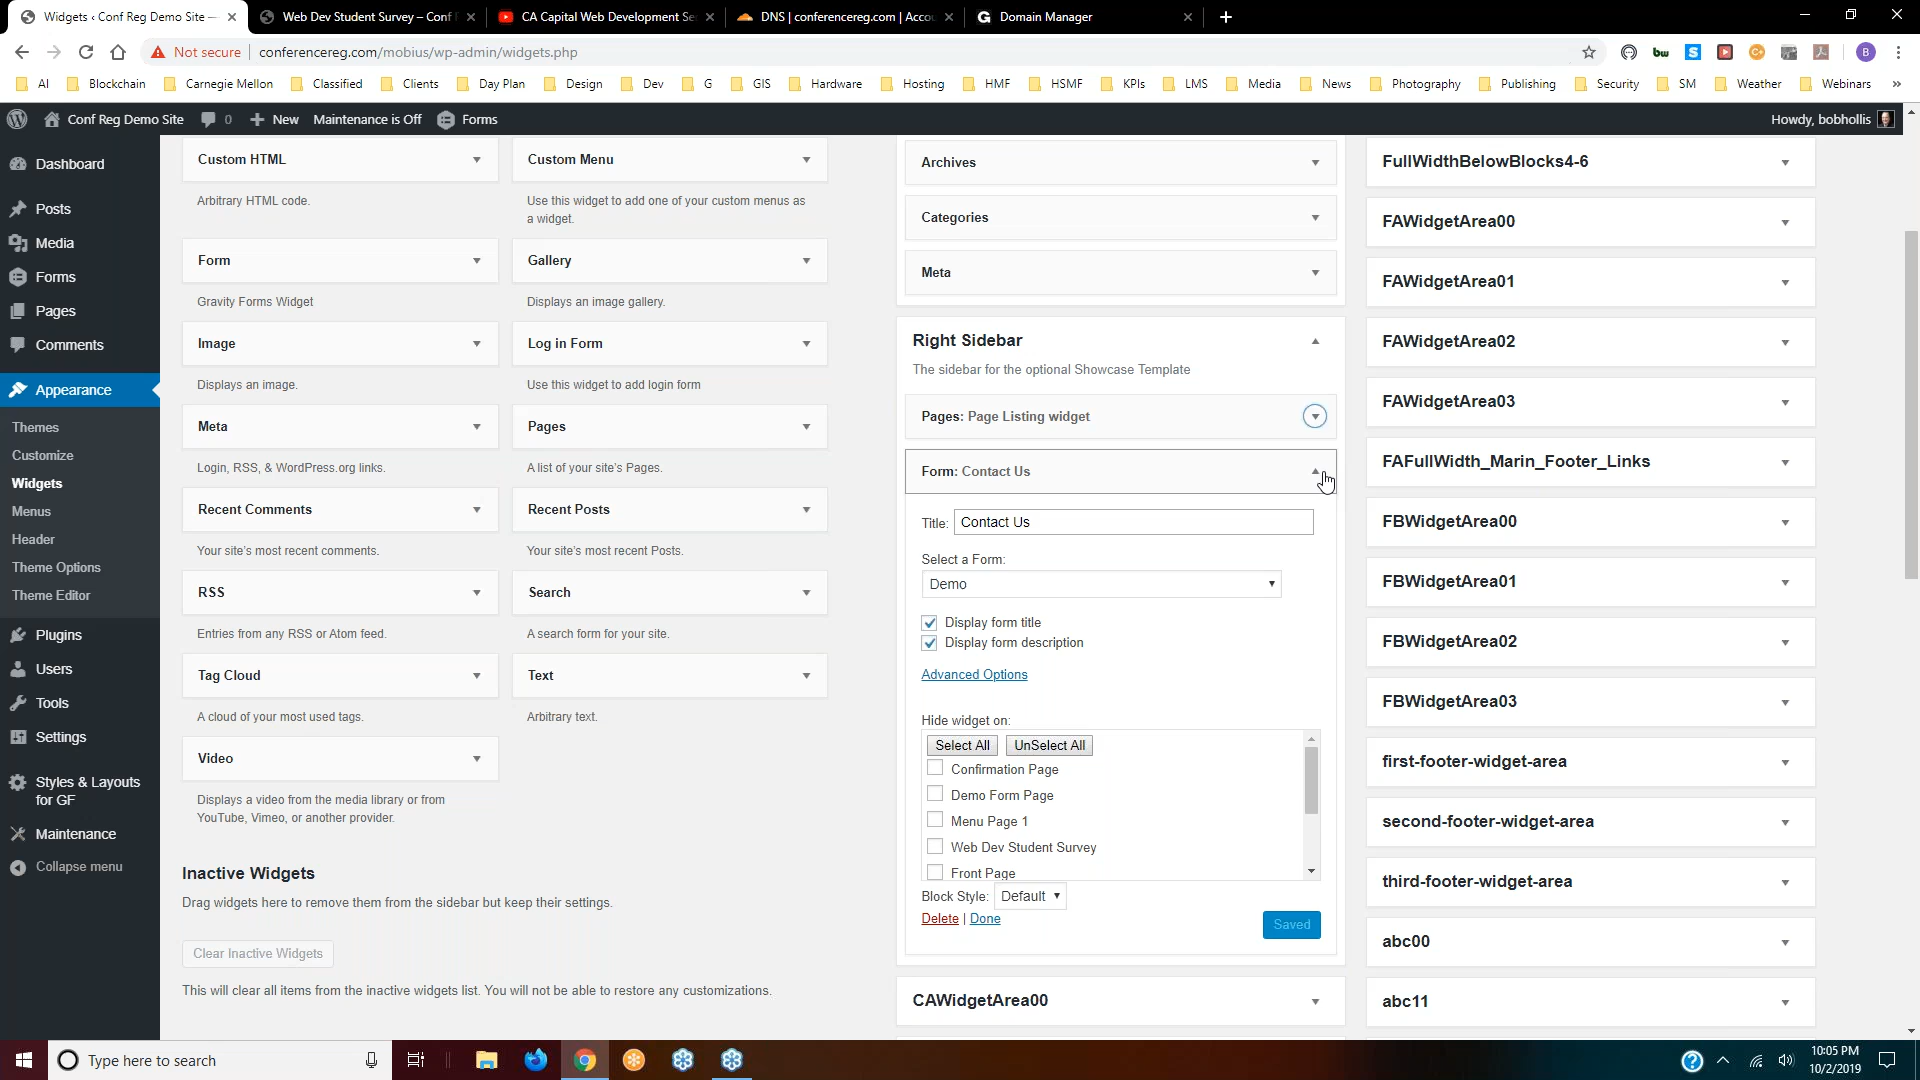 Widgets ‹ Conf Reg Demo Site —
Web Dev Student Survey – Conf
CA Capital Web Development Se
DNS | conferencereg.com | Accou
Domain Manager
Not secure
conferencereg.com/mobius/wp-admin/widgets.php
AI
Blockchain
Carnegie Mellon
Classified
Clients
Day Plan
Design
Dev
G
GIS
Hardware
Hosting
HMF
HSMF
KPIs
LMS
Media
News
Photography
Publishing
Security
SM
Weather
Webinars
»
Conf Reg Demo Site
0
New
Maintenance is Off
Forms
Howdy, bobhollis
Dashboard
Posts
Media
Forms
Pages
Comments
Appearance
Themes
Customize
Widgets
Menus
Header
Theme Options
Theme Editor
Plugins
Users
Tools
Settings
Styles & Layouts
for GF
Maintenance
Collapse menu
Custom HTML
Arbitrary HTML code.
Custom Menu
Use this widget to add one of your custom menus as
a widget.
Form
Gravity Forms Widget
Gallery
Displays an image gallery.
Image
Displays an image.
Log in Form
Use this widget to add login form
Meta
Login, RSS, & WordPress.org links.
Pages
A list of your site's Pages.
Recent Comments
Your site's most recent comments.
Recent Posts
Your site's most recent Posts.
RSS
Entries from any RSS or Atom feed.
Search
A search form for your site.
Tag Cloud
A cloud of your most used tags.
Text
Arbitrary text.
Video
Displays a video from the media library or from
YouTube, Vimeo, or another provider.
Inactive Widgets
Drag widgets here to remove them from the sidebar but keep their settings.
Clear Inactive Widgets
This will clear all items from the inactive widgets list. You will not be able to restore any customizations.
Archives
Categories
Meta
Right Sidebar
The sidebar for the optional Showcase Template
Pages: Page Listing widget
Form: Contact Us
Title: Contact Us
Select a Form:
Demo
Display form title
Display form description
Advanced Options
Hide widget on:
Select All UnSelect All
Confirmation Page
Demo Form Page
Menu Page 1
Web Dev Student Survey
Front Page
Block Style: Default
Delete | Done
Saved
CAWidgetArea00
FullWidthBelowBlocks4-6
FAWidgetArea00
FAWidgetArea01
FAWidgetArea02
FAWidgetArea03
FAFullWidth_Marin_Footer_Links
FBWidgetArea00
FBWidgetArea01
FBWidgetArea02
FBWidgetArea03
first-footer-widget-area
second-footer-widget-area
third-footer-widget-area
abc00
abc11
Type here to search
10:05 PM
10/2/2019